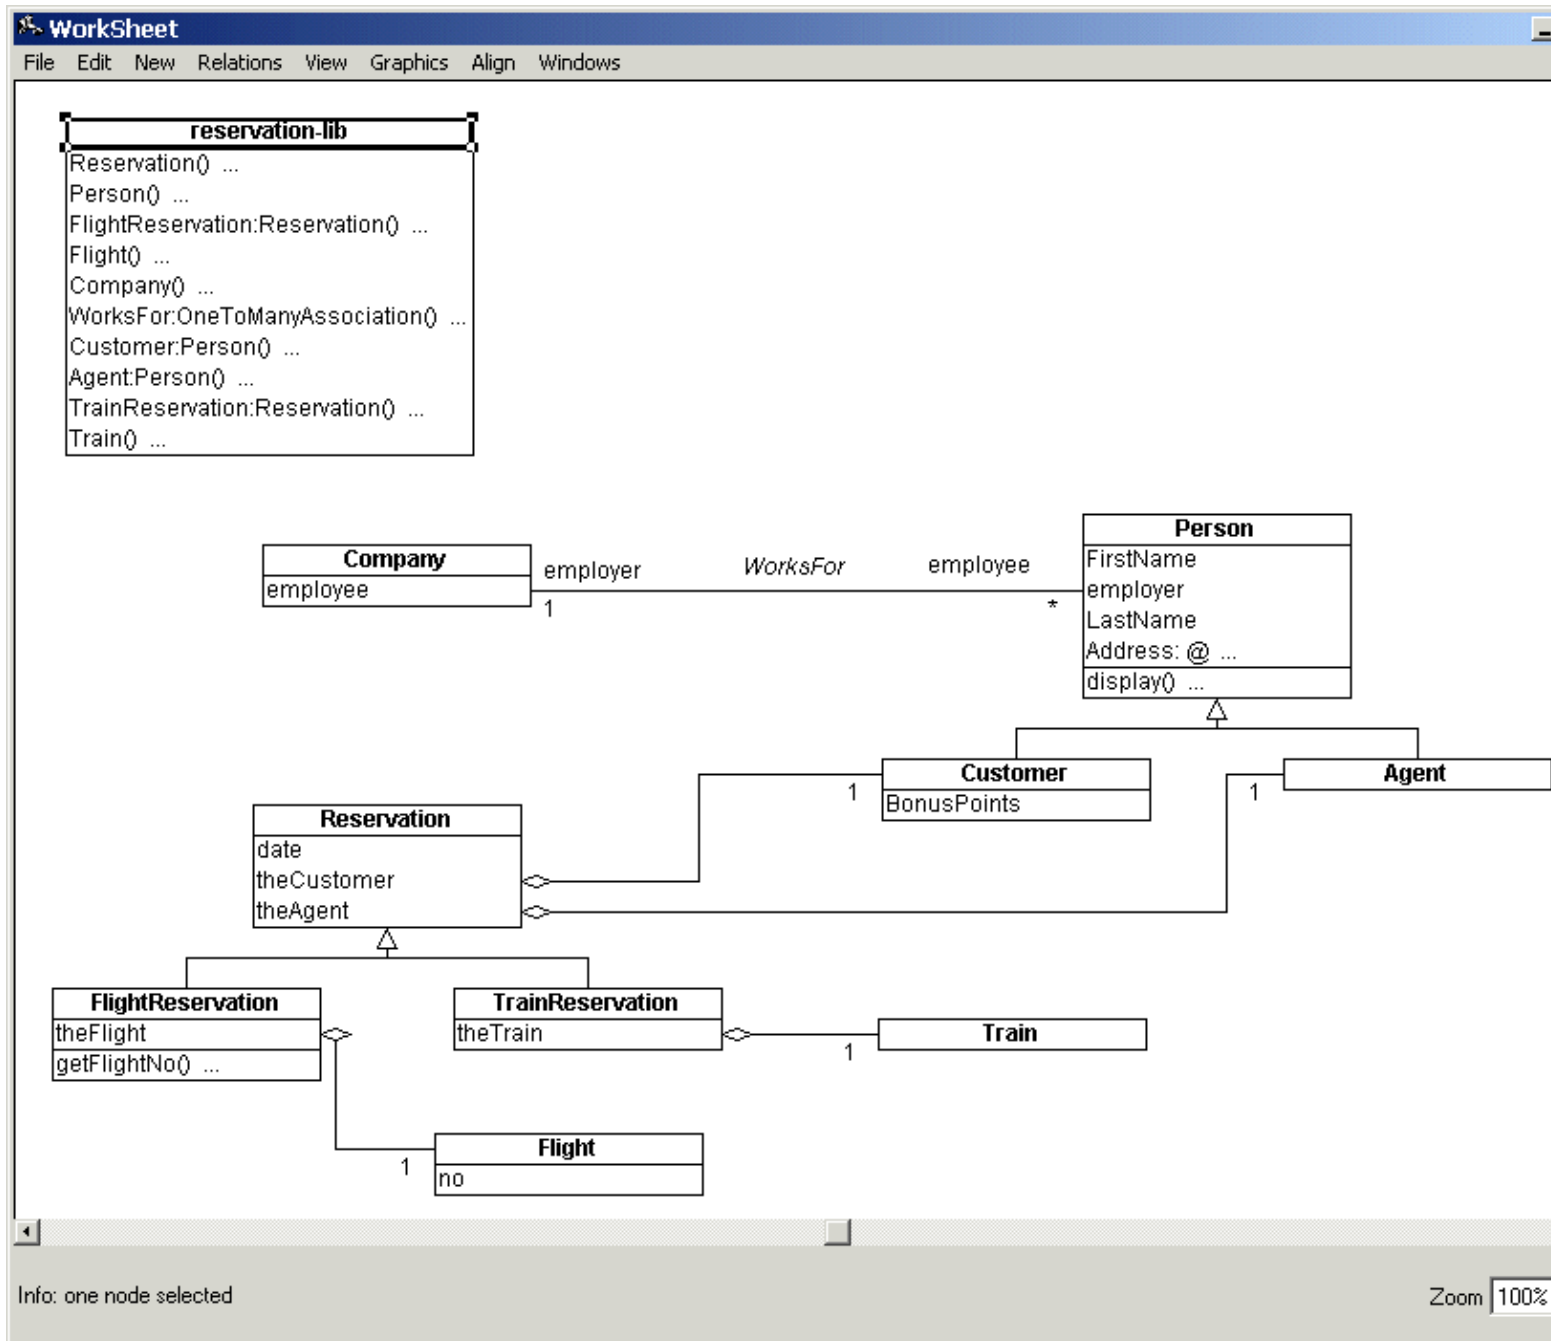 WorkSheet
File Edit New Relations View Graphics Align Windows
reservation-lib
Reservation() ...
Person() ...
FlightReservation:Reservation() ...
Flight() ...
Company() ...
WorksFor:OneToManyAssociation() ...
Customer:Person() ...
Agent:Person() ...
TrainReservation:Reservation() ...
Train() ...
Company
employee
employer WorksFor employee
1 *
Person
FirstName
employer
LastName
Address: @ ...
display() ...
Customer
BonusPoints
1
Agent
1
Reservation
date
theCustomer
theAgent
FlightReservation
theFlight
getFlightNo() ...
TrainReservation
theTrain
1
Train
Flight
no
1
Info: one node selected
Zoom 100%